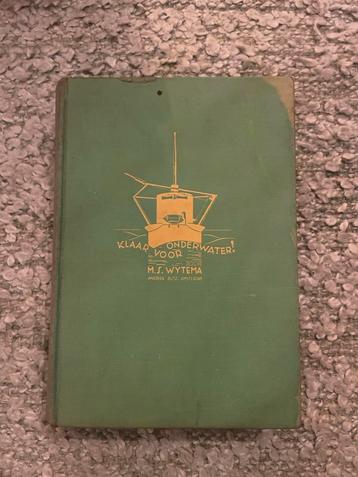 KLAAR VOOR ONDERWATER!
M.S. WYTEMA
ANDRIES BLITZ AMSTERDAM